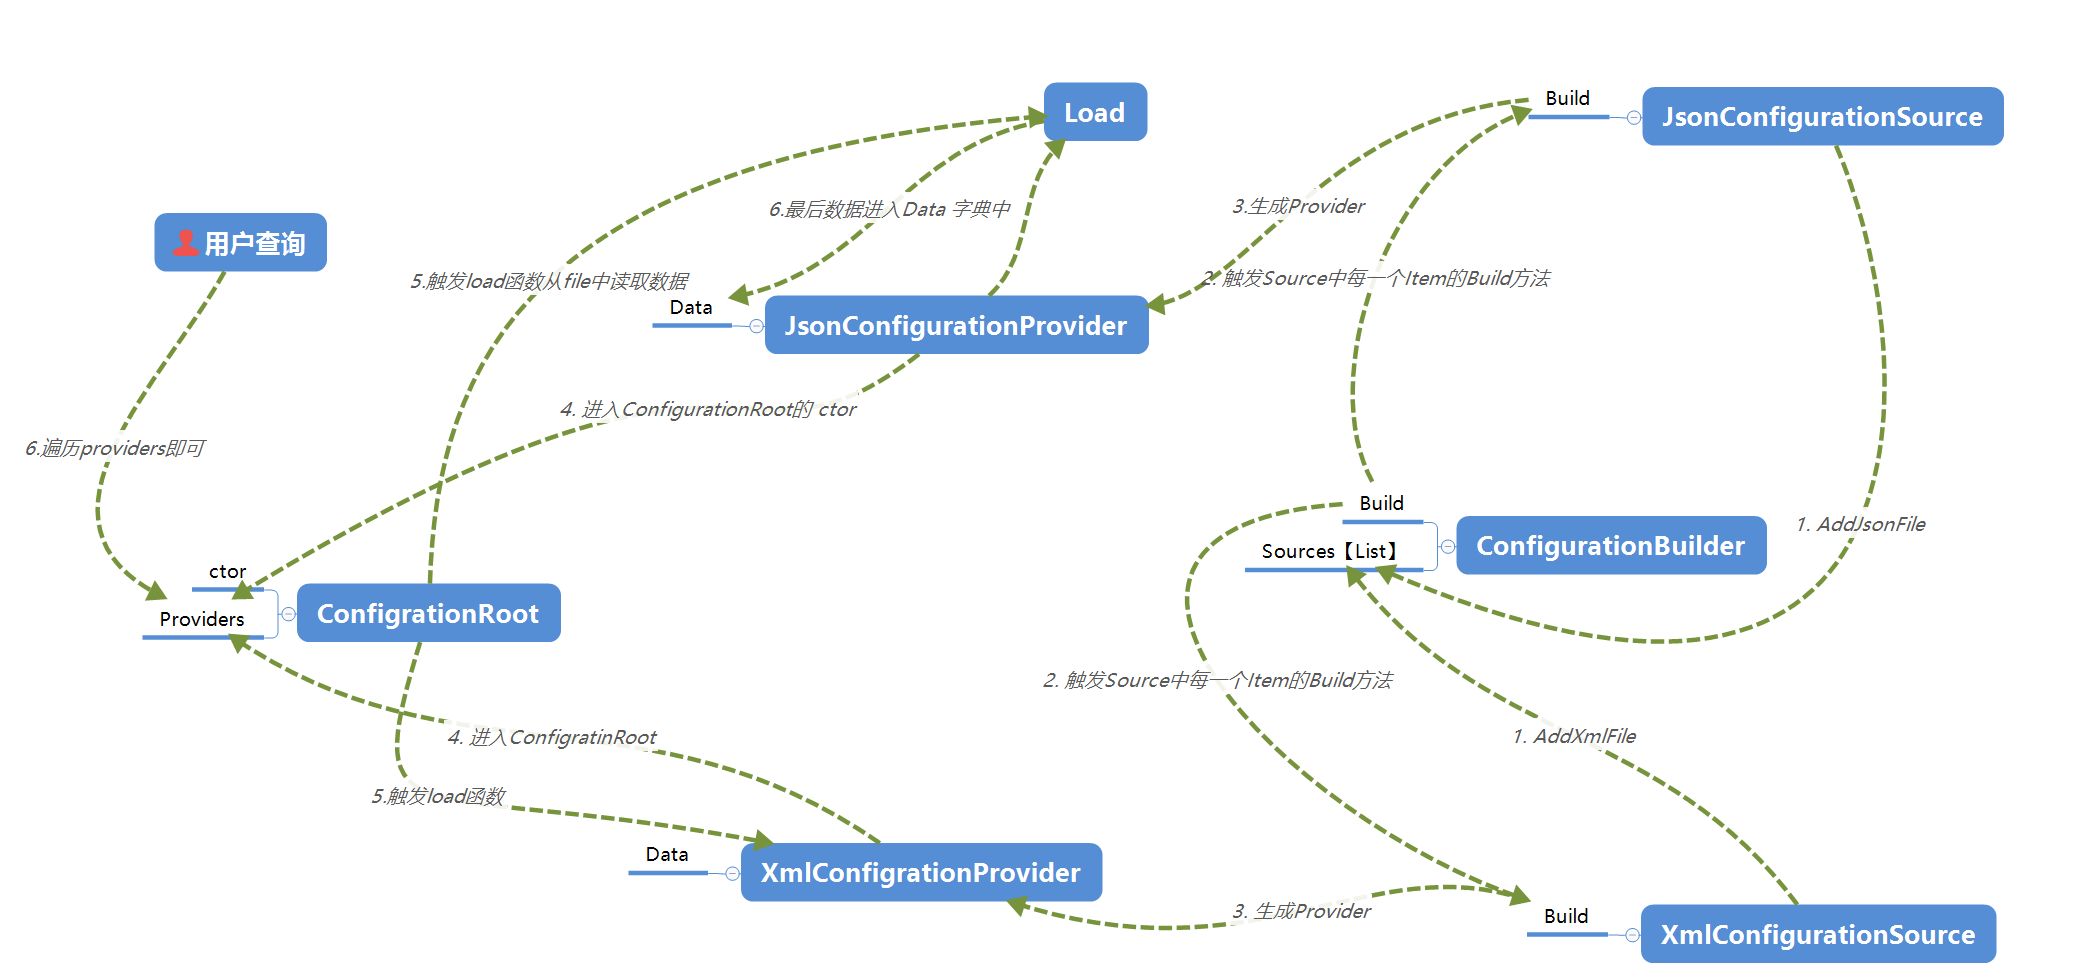 Load
Build
JsonConfigurationSource
6.最后数据进入Data 字典中
3.生成Provider
用户查询
5.触发load函数从file中读取数据
2. 触发Source中每一个Item的Build方法
Data
JsonConfigurationProvider
4. 进入ConfigurationRoot的 ctor
6.遍历providers即可
Build
1. AddJsonFile
Sources【List】
ConfigurationBuilder
ctor
Providers
ConfigrationRoot
2. 触发Source中每一个Item的Build方法
4. 进入ConfigratinRoot
1. AddXmlFile
5.触发load函数
Data
XmlConfigrationProvider
3. 生成Provider
Build
XmlConfigurationSource